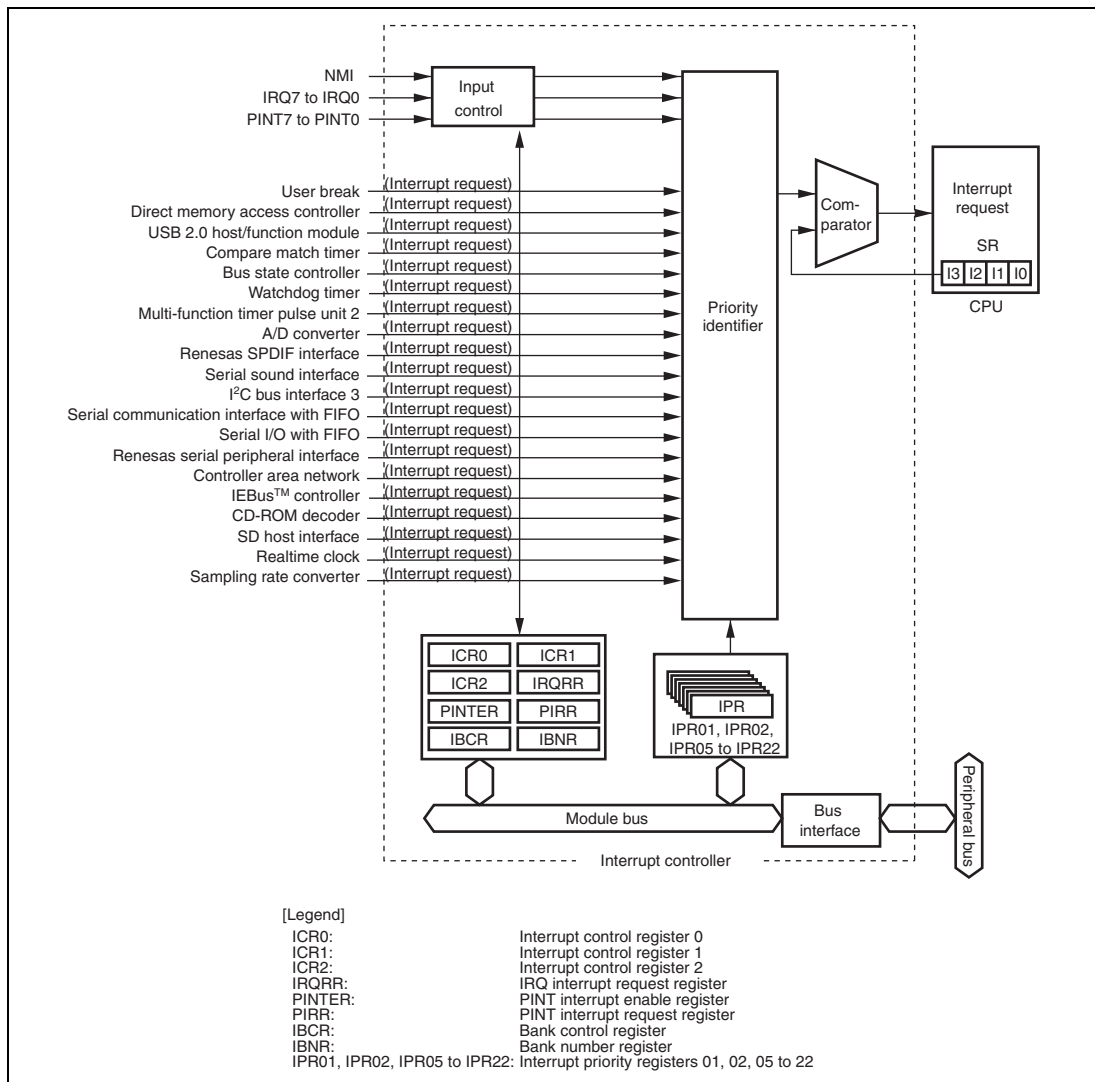 NMI
IRQ7 to IRQ0
PINT7 to PINT0
Input
control
User break
(Interrupt request)
Direct memory access controller
(Interrupt request)
USB 2.0 host/function module
(Interrupt request)
Compare match timer
(Interrupt request)
Bus state controller
(Interrupt request)
Watchdog timer
(Interrupt request)
Multi-function timer pulse unit 2
(Interrupt request)
A/D converter
(Interrupt request)
Renesas SPDIF interface
(Interrupt request)
Serial sound interface
(Interrupt request)
I²C bus interface 3
(Interrupt request)
Serial communication interface with FIFO
(Interrupt request)
Serial I/O with FIFO
(Interrupt request)
Renesas serial peripheral interface
(Interrupt request)
Controller area network
(Interrupt request)
IEBus™ controller
(Interrupt request)
CD-ROM decoder
(Interrupt request)
SD host interface
(Interrupt request)
Realtime clock
(Interrupt request)
Sampling rate converter
(Interrupt request)
Priority
identifier
Com-
parator
Interrupt
request
SR
I3 I2 I1 I0
CPU
ICR0 ICR1
ICR2 IRQRR
PINTER PIRR
IBCR IBNR
IPR
IPR01, IPR02,
IPR05 to IPR22
Module bus
Bus
interface
Peripheral bus
Interrupt controller
[Legend]
ICR0: Interrupt control register 0
ICR1: Interrupt control register 1
ICR2: Interrupt control register 2
IRQRR: IRQ interrupt request register
PINTER: PINT interrupt enable register
PIRR: PINT interrupt request register
IBCR: Bank control register
IBNR: Bank number register
IPR01, IPR02, IPR05 to IPR22: Interrupt priority registers 01, 02, 05 to 22